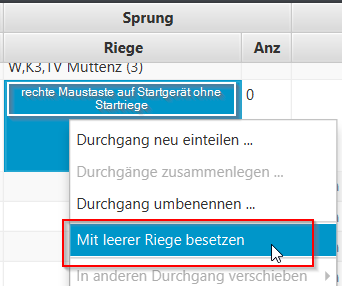 Sprung
Riege Anz
W,K3,TV Muttenz (3)
rechte Maustaste auf Startgerät ohne
Startriege
0
Durchgang neu einteilen ...
Durchgänge zusammenlegen ...
Durchgang umbenennen ...
Mit leerer Riege besetzen
In anderen Durchgang verschieben